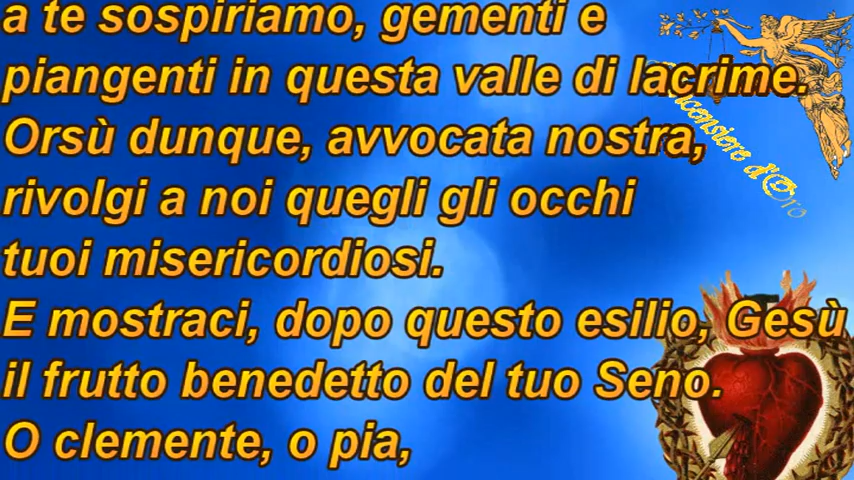 a te sospiriamo, gementi e
piangenti in questa valle di lacrime.
Orsù dunque, avvocata nostra,
rivolgi a noi quegli gli occhi
tuoi misericordiosi.
E mostraci, dopo questo esilio, Gesù
il frutto benedetto del tuo Seno.
O clemente, o pia,
d'Oro